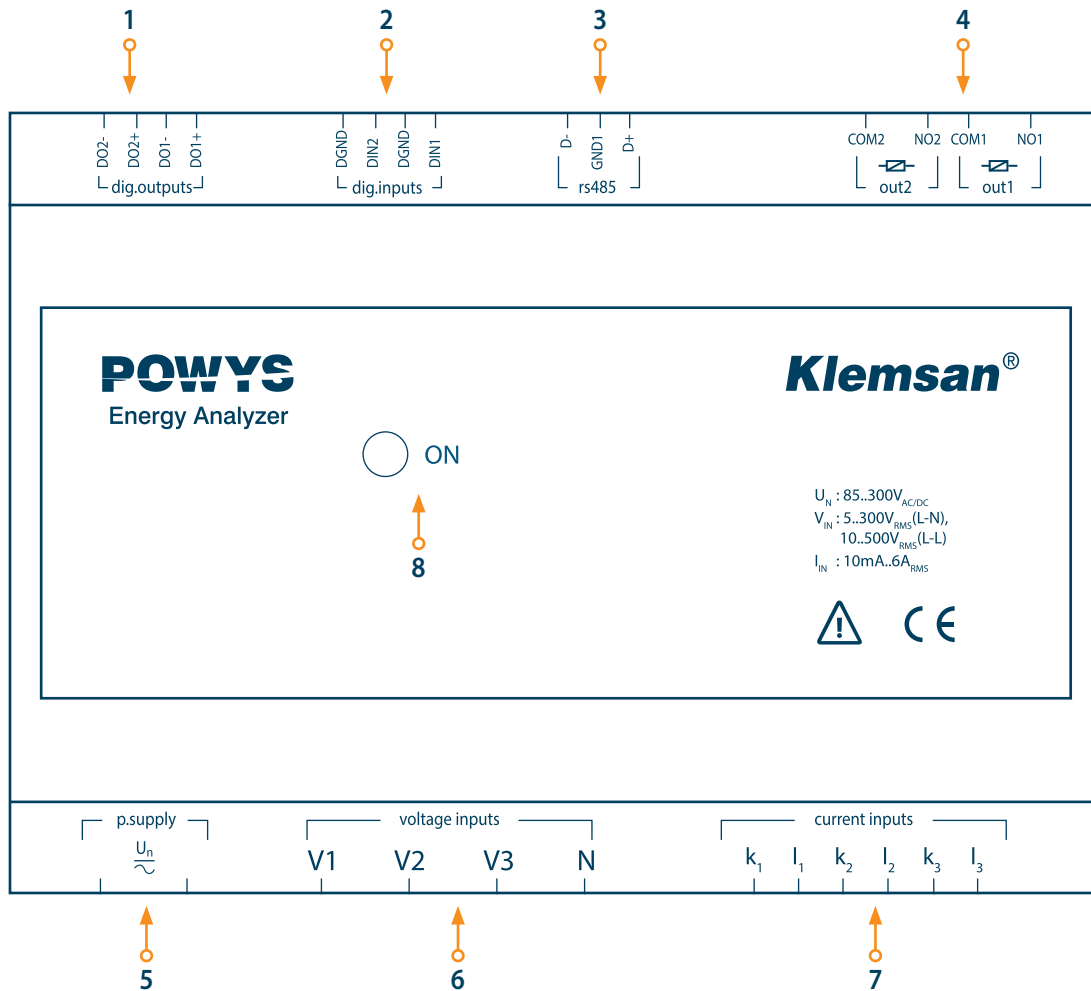 1 2 3 4
DO2- DO2+ DO1- DO1+
dig.outputs
DGND DIN2 DGND DIN1
dig.inputs
D- GND1 D+
rs485
COM2 NO2 COM1 NO1
out2 out1
POWYS
Energy Analyzer
Klemsan®
ON
8
UN : 85..300VAC/DC
VIN : 5..300VRMS(L-N),
10..500VRMS(L-L)
IIN : 10mA..6ARMS
!
CE
p.supply
Un
voltage inputs
V1 V2 V3 N
current inputs
k1 l1 k2 l2 k3 l3
5 6 7